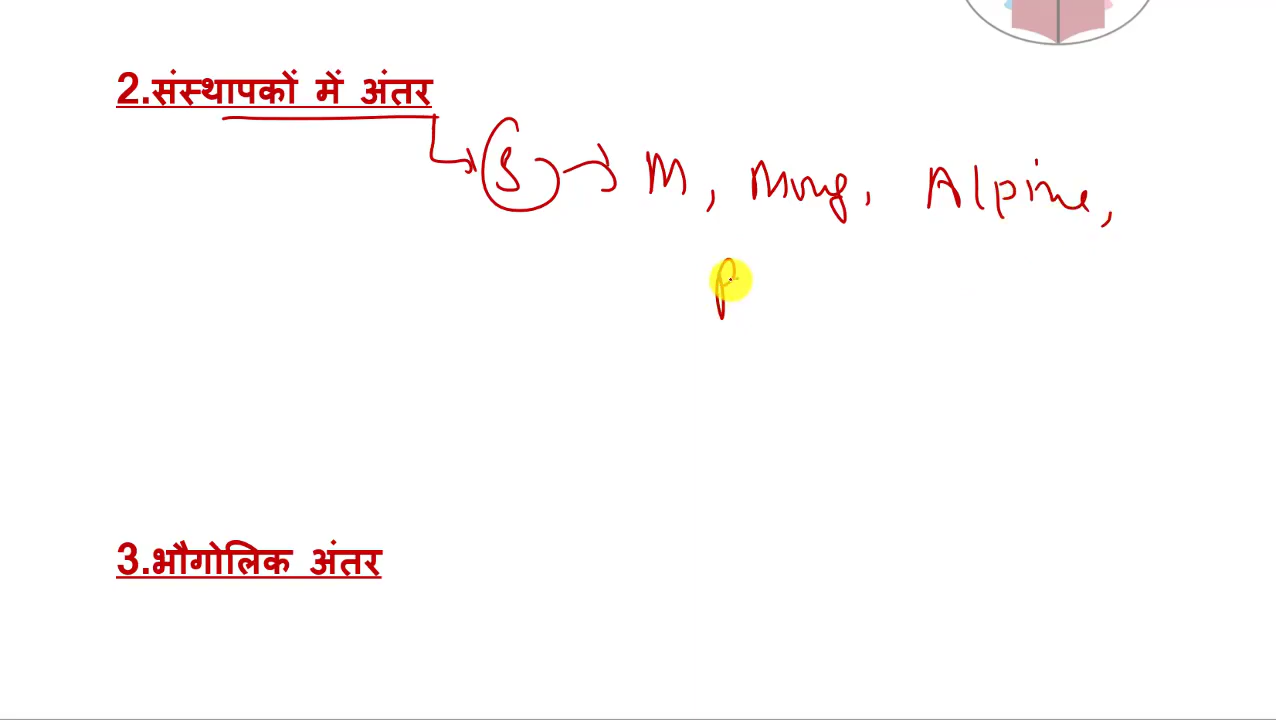 2.संस्थापकों में अंतर
S → M, Mong, Alpine,
P
3.भौगोलिक अंतर